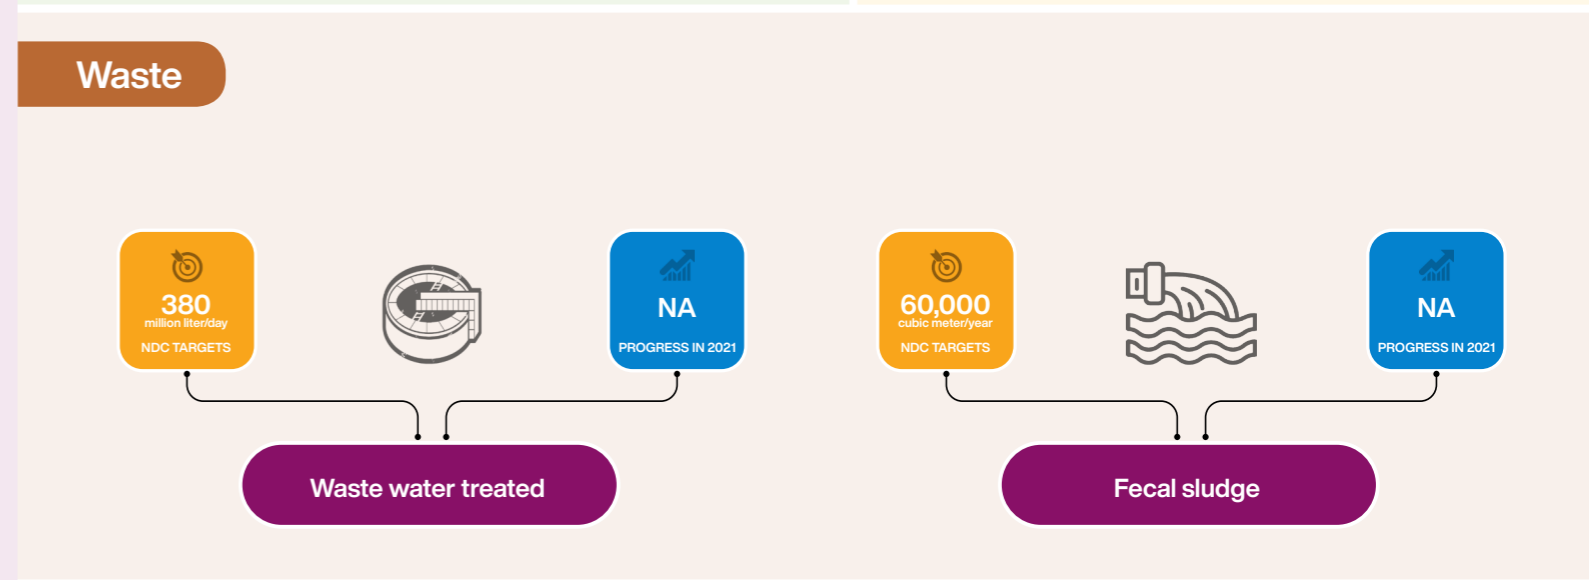 Waste
380
million liter/day
NDC TARGETS
NA
PROGRESS IN 2021
Waste water treated
60,000
cubic meter/year
NDC TARGETS
NA
PROGRESS IN 2021
Fecal sludge